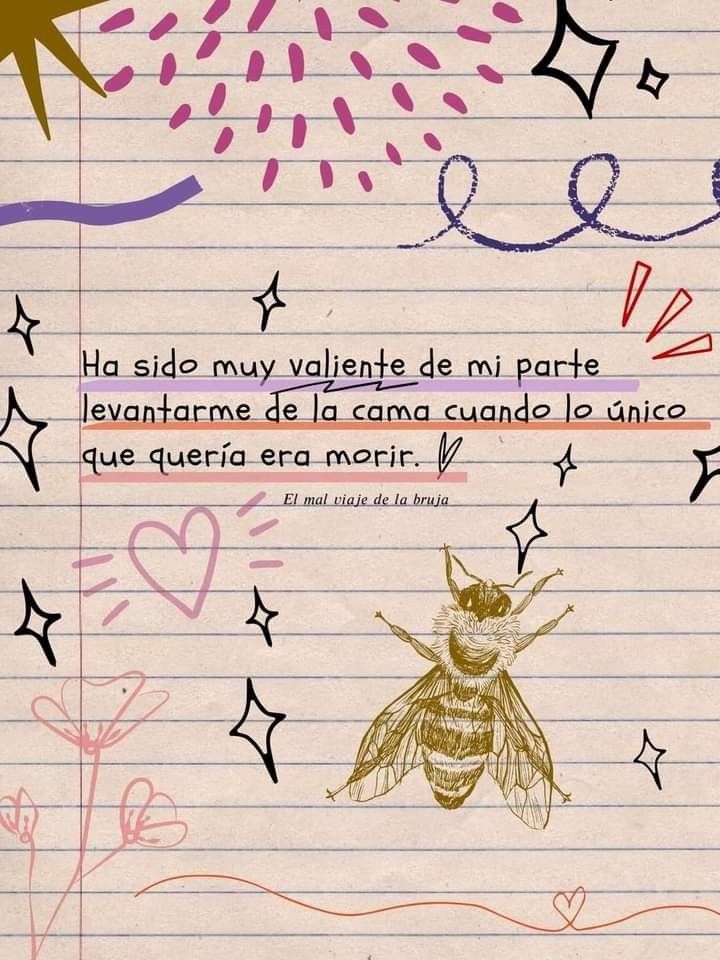 Ha sido muy valiente de mi parte
levantarme de la cama cuando lo único
que quería era morir.
El mal viaje de la bruja